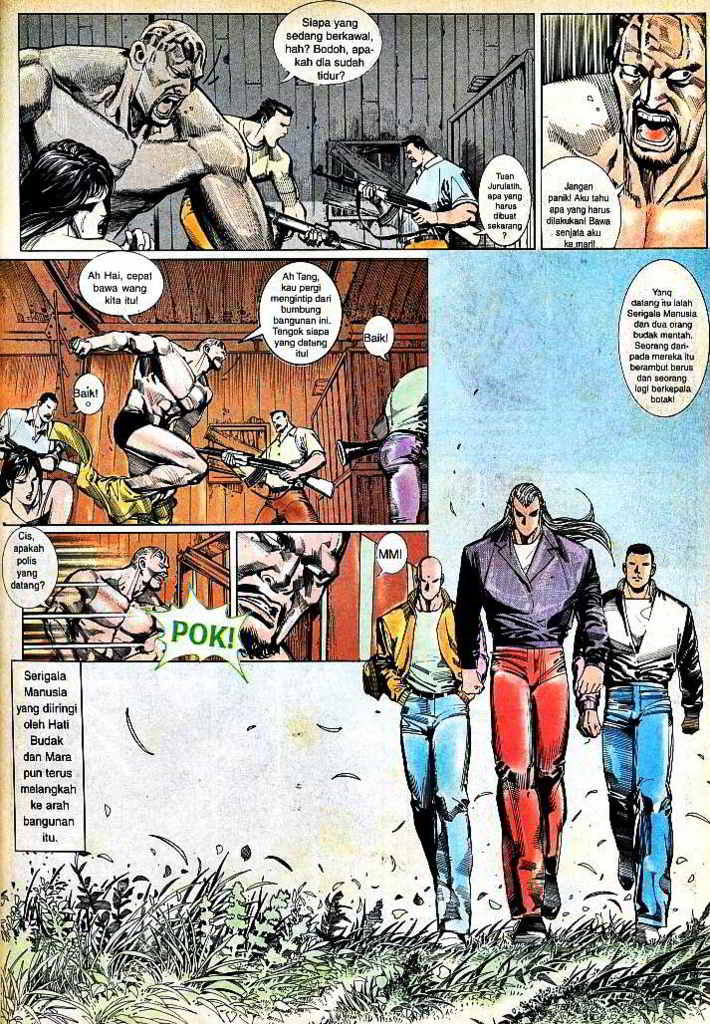 Siapa yang
sedang berkawal,
hah? Bodoh, apa-
kah dia sudah
tidur?
Tuan
Jurulatih,
apa yang
harus
dibuat
sekarang
?
Jangan
panik! Aku tahu
apa yang harus
dilakukan! Bawa
senjata aku
ke mari!
Ah Hai, cepat
bawa wang
kita itu!
Baik!
Ah Tang,
kau pergi
mengintip dari
bumbung
bangunan ini.
Tengok siapa
yang datang
itu!
Baik!
Yang
datang itu ialah
Serigala Manusia
dan dua orang
budak mentah.
Seorang dari-
pada mereka itu
berambut berus
dan seorang
lagi berkepala
botak!
Cis,
apakah
polis
yang
datang?
POK!
MM!
Serigala
Manusia
yang diiringi
oleh Hati
Budak
dan Mara
pun terus
melangkah
ke arah
bangunan
itu.